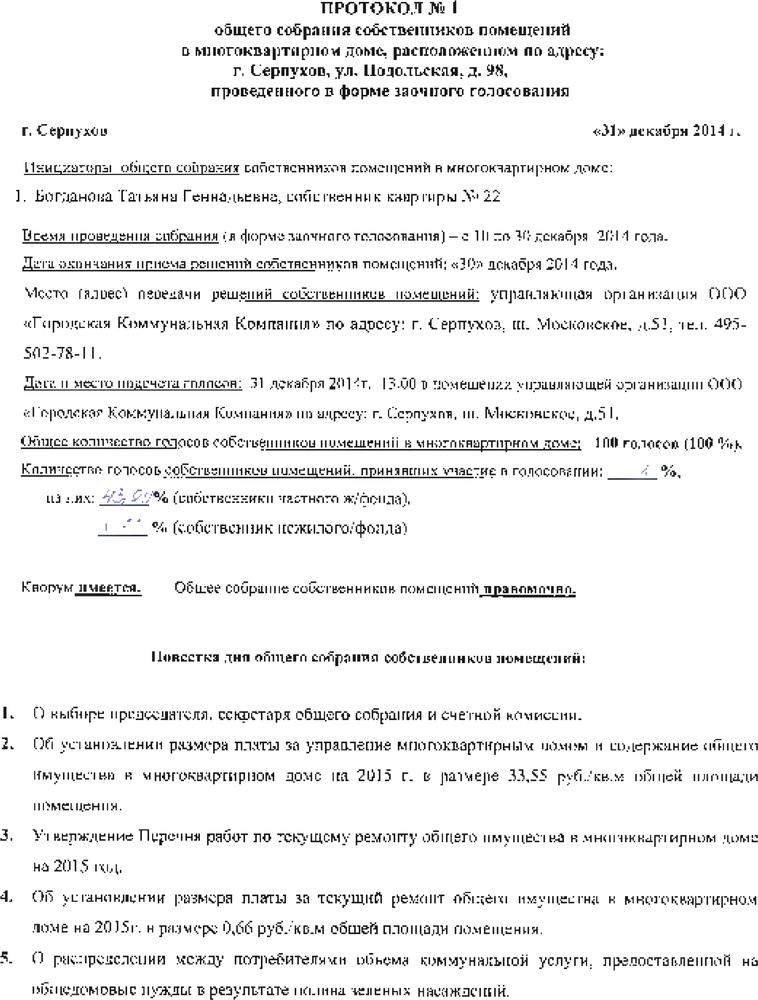 ПРОТОКОЛ № 1
общего собрания собственников помещений
в многоквартирном доме, расположенном по адресу:
г. Серпухов, ул. Подольская, д. 98,
проведенного в форме заочного голосования
г. Серпухов «31» декабря 2014 г.
Инициаторы общего собрания собственников помещений в многоквартирном доме:
1. Богданова Татьяна Геннадьевна, собственник квартиры № 22
Время проведения собрания (в форме заочного голосования) – с 10 по 30 декабря 2014 года.
Дата окончания приема решений собственников помещений: «30» декабря 2014 года.
Место (адрес) передачи решений собственников помещений: управляющая организация ООО
«Городская Коммунальная Компания» по адресу: г. Серпухов, ш. Московское, д.51, тел. 495-
502-78-11.
Дата и место подсчета голосов: 31 декабря 2014г. 13.00 в помещении управляющей организации ООО
«Городская Коммунальная Компания» по адресу: г. Серпухов, ш. Московское, д.51.
Общее количество голосов собственников помещений в многоквартирном доме: 100 голосов (100 %).
Количество голосов собственников помещений, принявших участие в голосовании: %,
из них: % (собственники частного ж/фонда),
% (собственник нежилого/фонда)
Кворум имеется. Общее собрание собственников помещений правомочно.
Повестка дня общего собрания собственников помещений:
1. О выборе председателя, секретаря общего собрания и счетной комиссии.
2. Об установлении размера платы за управление многоквартирным домом и содержание общего
имущества в многоквартирном доме на 2015 г. в размере 33,55 руб./кв.м общей площади
помещения.
3. Утверждение Перечня работ по текущему ремонту общего имущества в многоквартирном доме
на 2015 год.
4. Об установлении размера платы за текущий ремонт общего имущества в многоквартирном
доме на 2015г. в размере 0,66 руб./кв.м общей площади помещения.
5. О распределении между потребителями объема коммунальной услуги, предоставленной на
общедомовые нужды в результате полива зеленых насаждений.